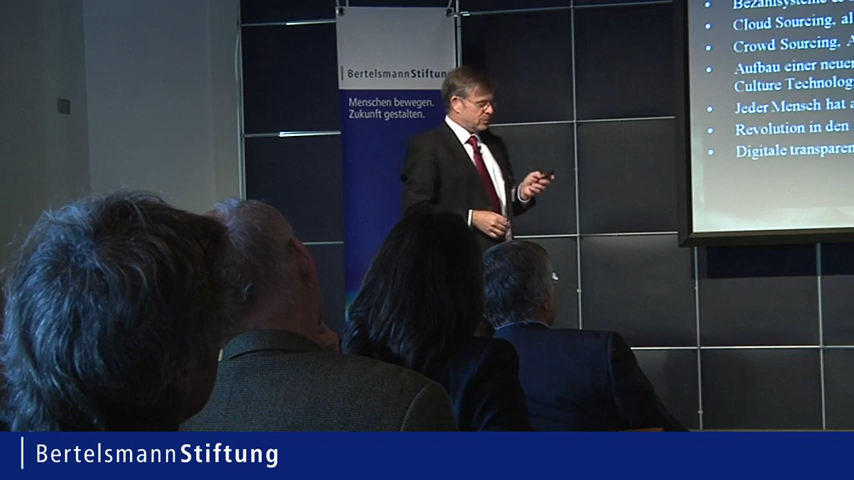 BertelsmannStiftung
Menschen bewegen.
Zukunft gestalten.
Bezahlsysteme &
Cloud Sourcing, al
Crowd Sourcing, A
Aufbau einer neuen
Culture Technolog
Jeder Mensch hat a
Revolution in den
Digitale transparen
BertelsmannStiftung